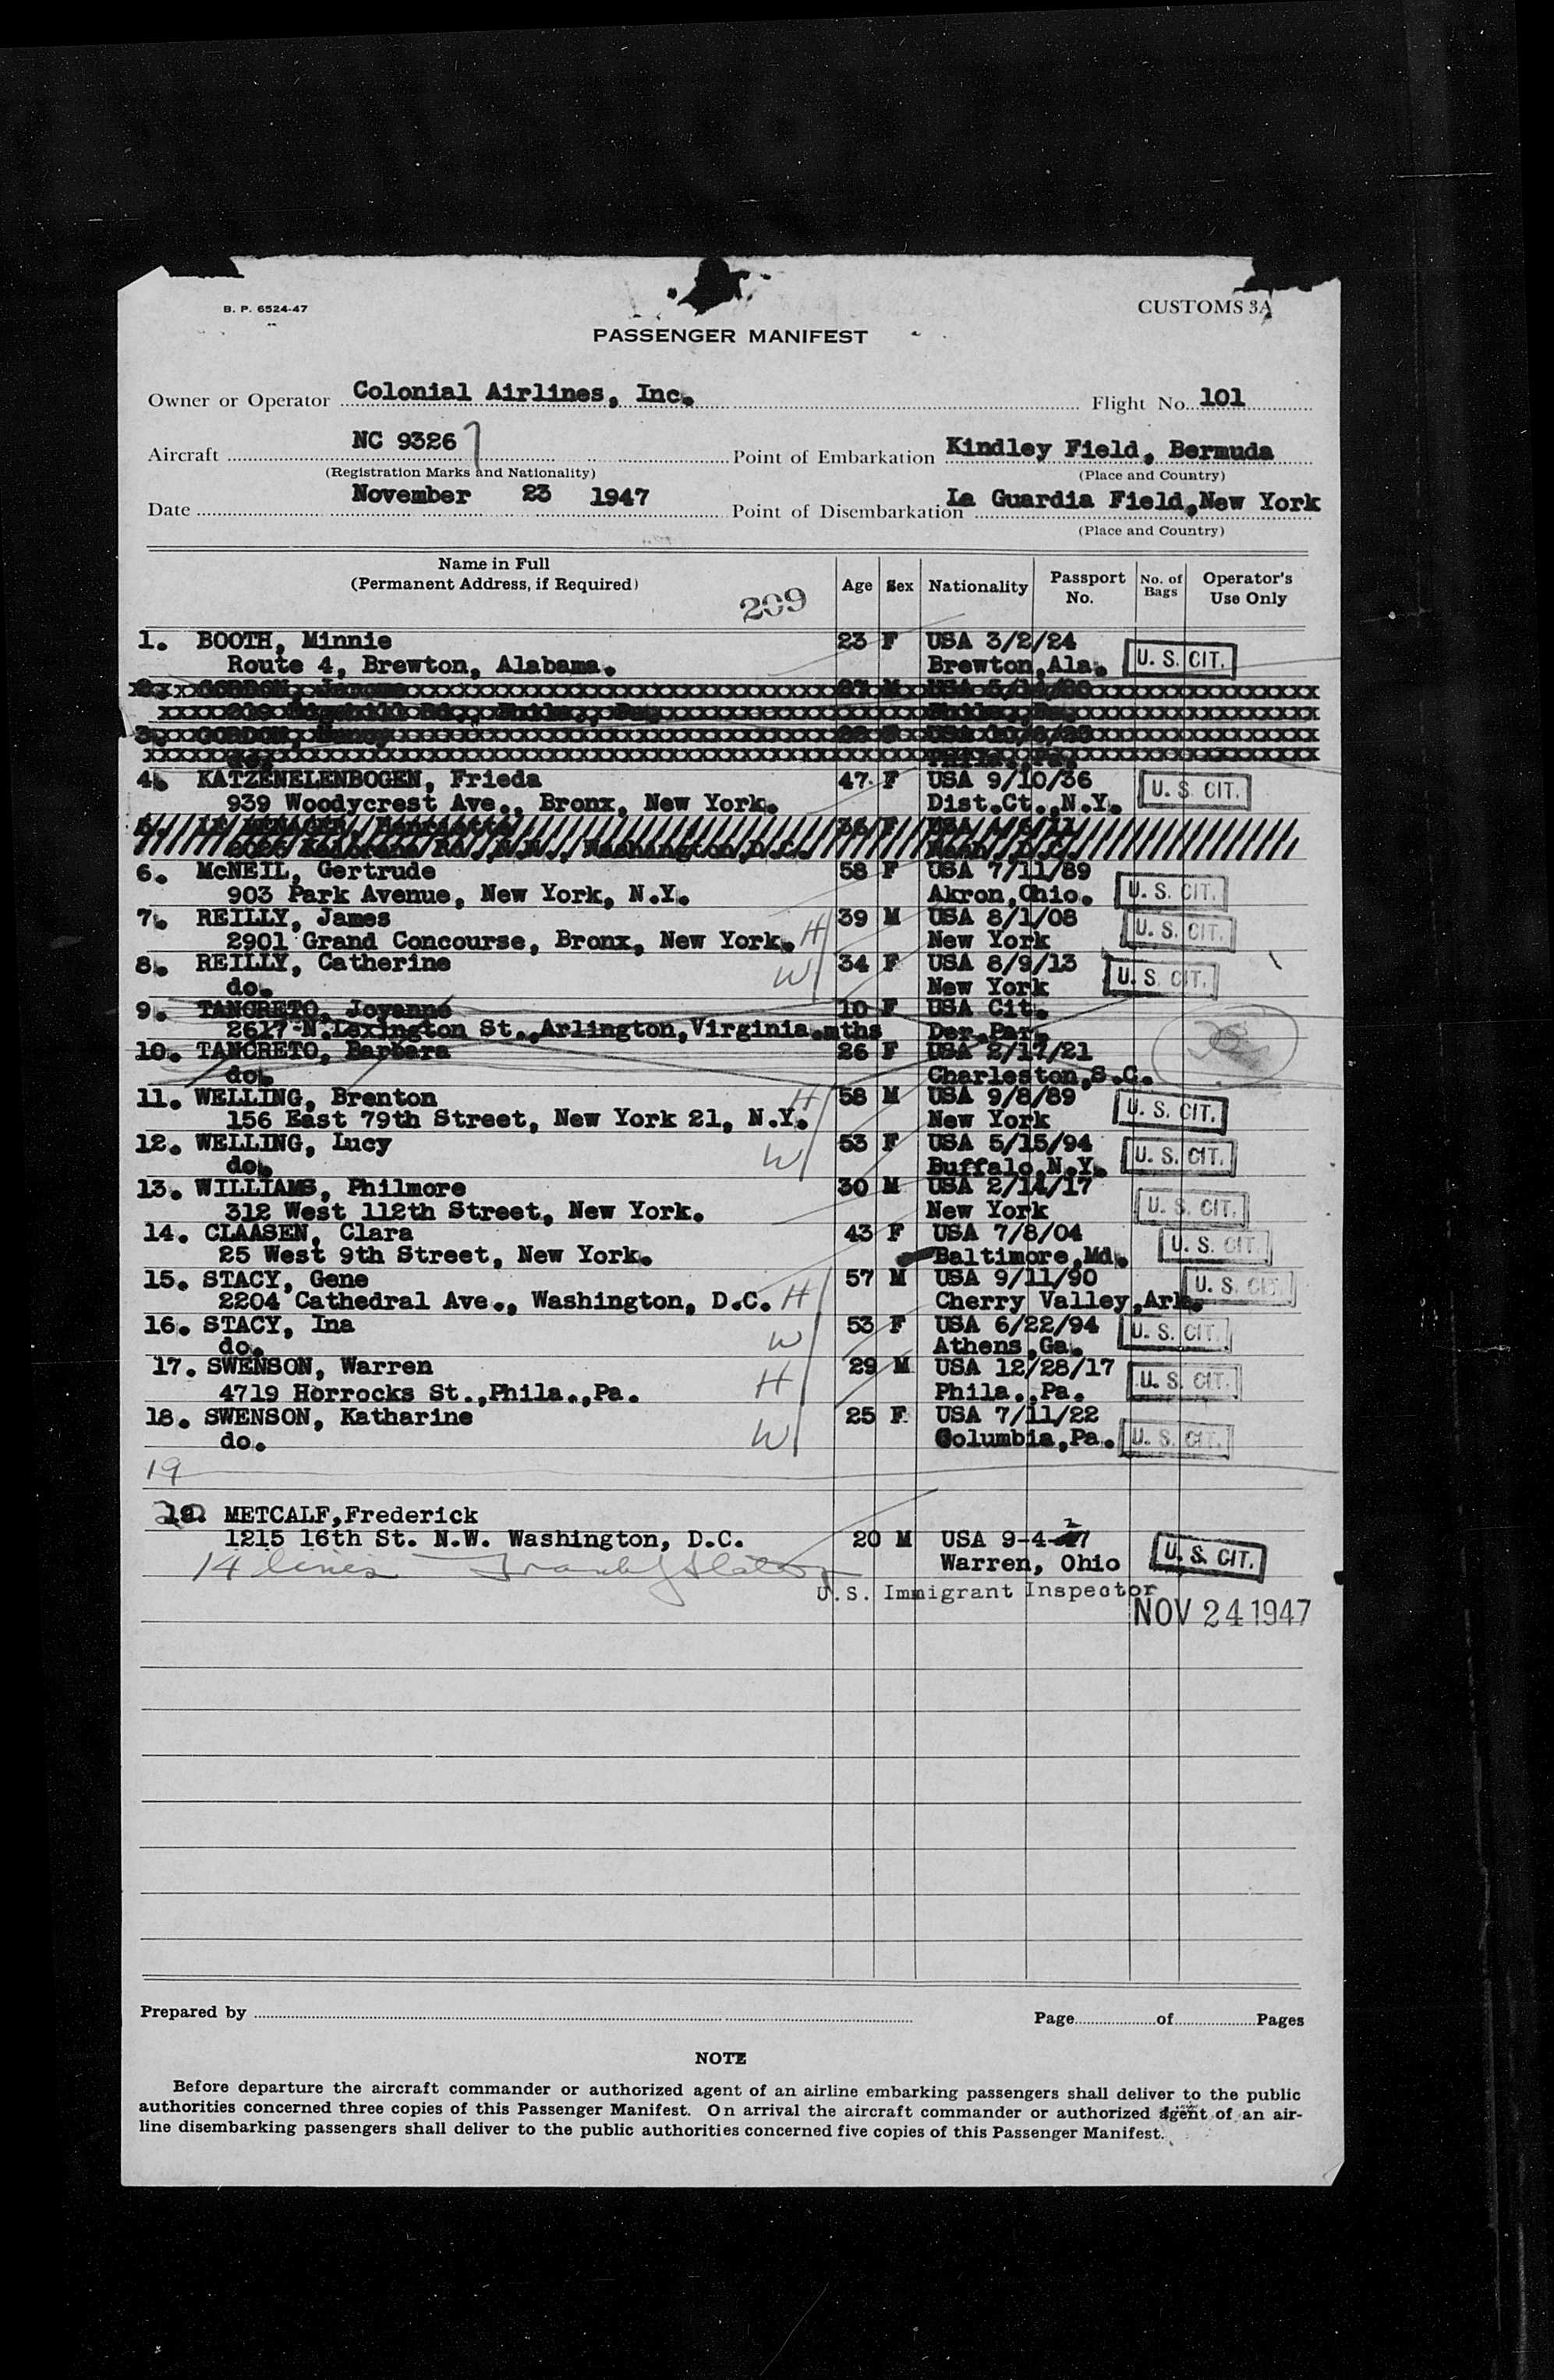 B. P. 6524-47
CUSTOMS 3A
PASSENGER MANIFEST
Owner or Operator Colonial Airlines, Inc. Flight No. 101
Aircraft NC 93267 Point of Embarkation Kindley Field, Bermuda
(Registration Marks and Nationality) (Place and Country)
Date November 23 1947 Point of Disembarkation La Guardia Field,New York
(Place and Country)
Name in Full
(Permanent Address, if Required) Age Sex Nationality Passport No. No. of Bags Operator's Use Only
209
1. BOOTH, Minnie 23 F USA 3/2/24
Route 4, Brewton, Alabama. Brewton,Ala. U. S. CIT.
GORDON,
3. GORDON,
4. KATZENELENBOGEN, Frieda 47 F USA 9/10/36
939 Woodycrest Ave., Bronx, New York. Dist.Ct.,N.Y. U. S. CIT.
5. 36 F USA
Washington,D.C.
6. McNEIL, Gertrude 58 F USA 7/11/89
903 Park Avenue, New York, N.Y. Akron,Ohio. U. S. CIT.
7. REILLY, James 39 M USA 8/1/08
2901 Grand Concourse, Bronx, New York. H New York U. S. CIT.
8. REILLY, Catherine 34 F USA 8/9/13
do. W New York U. S. CIT.
9. TANCRETO, Joyanne 10 F USA Cit.
2617 N.Lexington St.,Arlington,Virginia.mths Der.Par.
10. TANCRETO, Barbara 26 F USA 2/17/21
do. Charleston,S.C.
11. WELLING, Brenton 58 M USA 9/8/89
156 East 79th Street, New York 21, N.Y. H New York U. S. CIT.
12. WELLING, Lucy 53 F USA 5/15/94
do. W Buffalo,N.Y. U. S. CIT.
13. WILLIAMS, Philmore 30 M USA 2/14/17
312 West 112th Street, New York. New York U. S. CIT.
14. CLAASEN, Clara 43 F USA 7/8/04
25 West 9th Street, New York. Baltimore,Md. U. S. CIT.
15. STACY, Gene 57 M USA 9/11/90
2204 Cathedral Ave., Washington, D.C. H Cherry Valley,Ark. U. S. CIT.
16. STACY, Ina 53 F USA 6/22/94
do. W Athens,Ga. U. S. CIT.
17. SWENSON, Warren 29 M USA 12/28/17
4719 Horrocks St.,Phila.,Pa. H Phila.,Pa. U. S. CIT.
18. SWENSON, Katharine 25 F USA 7/11/22
do. W Columbia,Pa. U. S. CIT.
19
19. METCALF,Frederick
1215 16th St. N.W. Washington, D.C. 20 M USA 9-4-27
Warren, Ohio U. S. CIT.
14 lines
U.S. Immigrant Inspector
NOV 24 1947
Prepared by Page of Pages
NOTE
Before departure the aircraft commander or authorized agent of an airline embarking passengers shall deliver to the public
authorities concerned three copies of this Passenger Manifest. On arrival the aircraft commander or authorized agent of an air-
line disembarking passengers shall deliver to the public authorities concerned five copies of this Passenger Manifest.